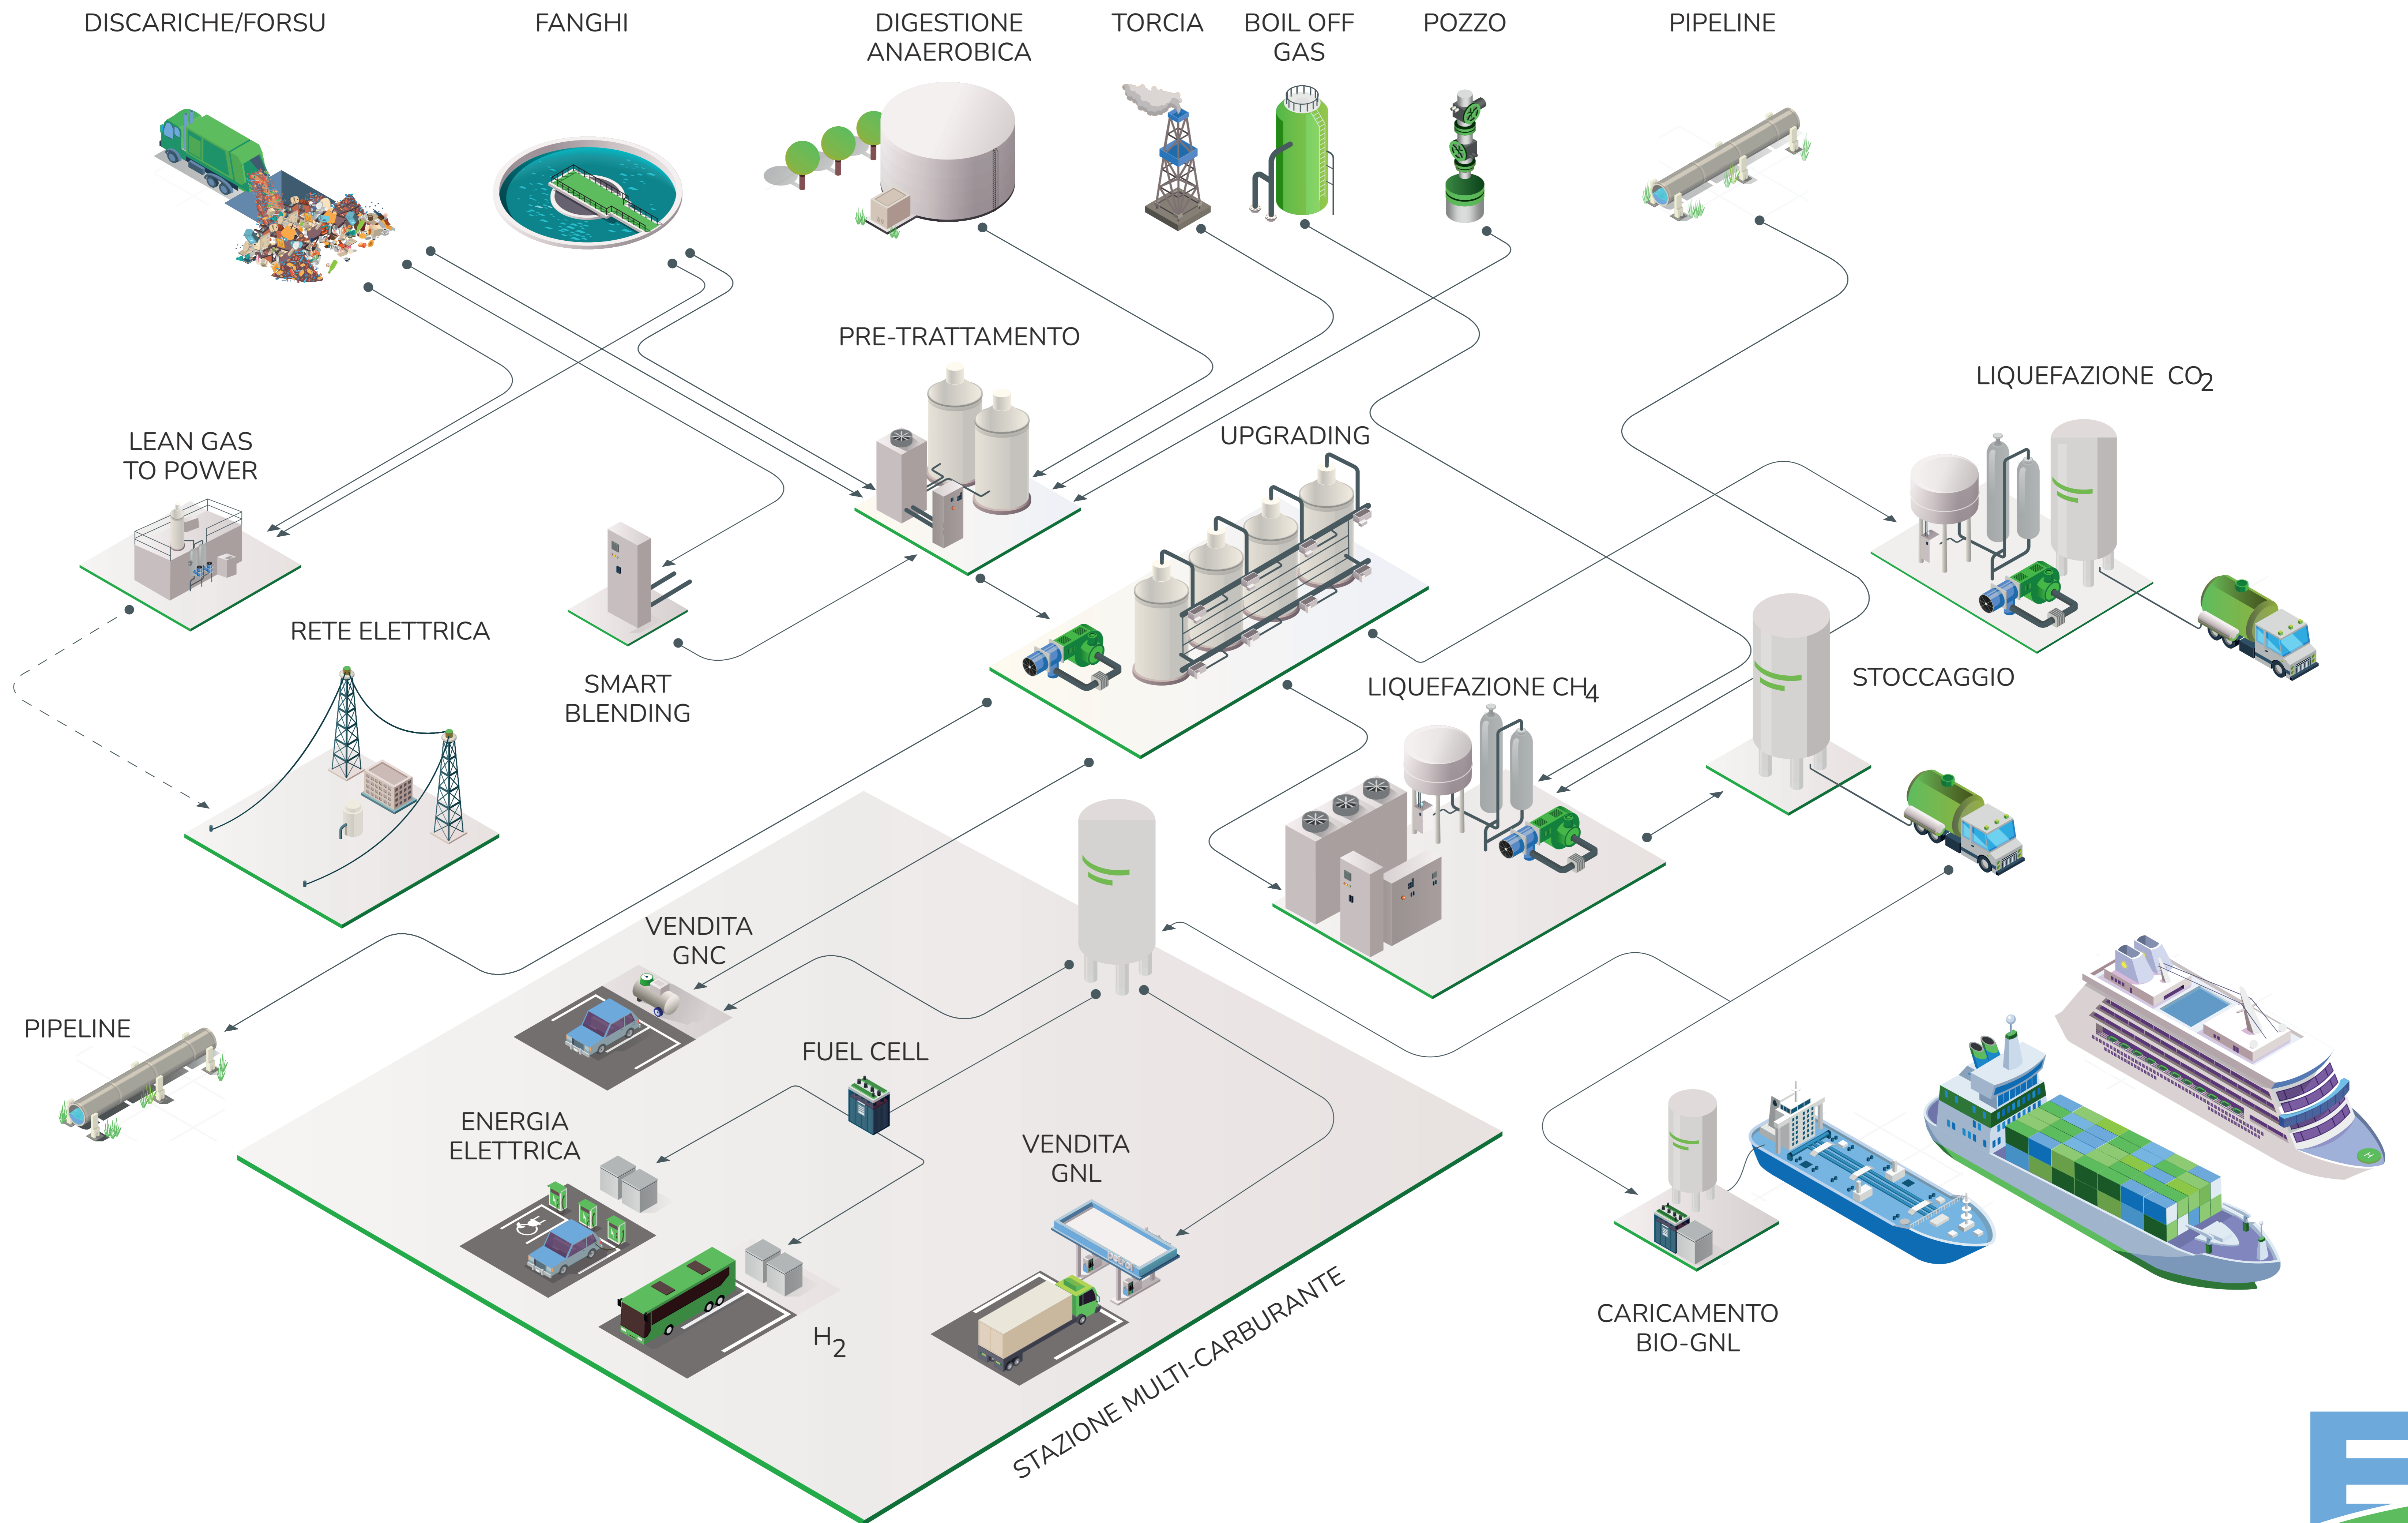 DISCARICHE/FORSU
FANGHI
DIGESTIONE
ANAEROBICA
TORCIA
BOIL OFF
GAS
POZZO
PIPELINE
PRE-TRATTAMENTO
LIQUEFAZIONE CO2
UPGRADING
LEAN GAS
TO POWER
RETE ELETTRICA
SMART
BLENDING
LIQUEFAZIONE CH4
STOCCAGGIO
VENDITA
GNC
PIPELINE
FUEL CELL
ENERGIA
ELETTRICA
VENDITA
GNL
H2
STAZIONE MULTI-CARBURANTE
CARICAMENTO
BIO-GNL
H